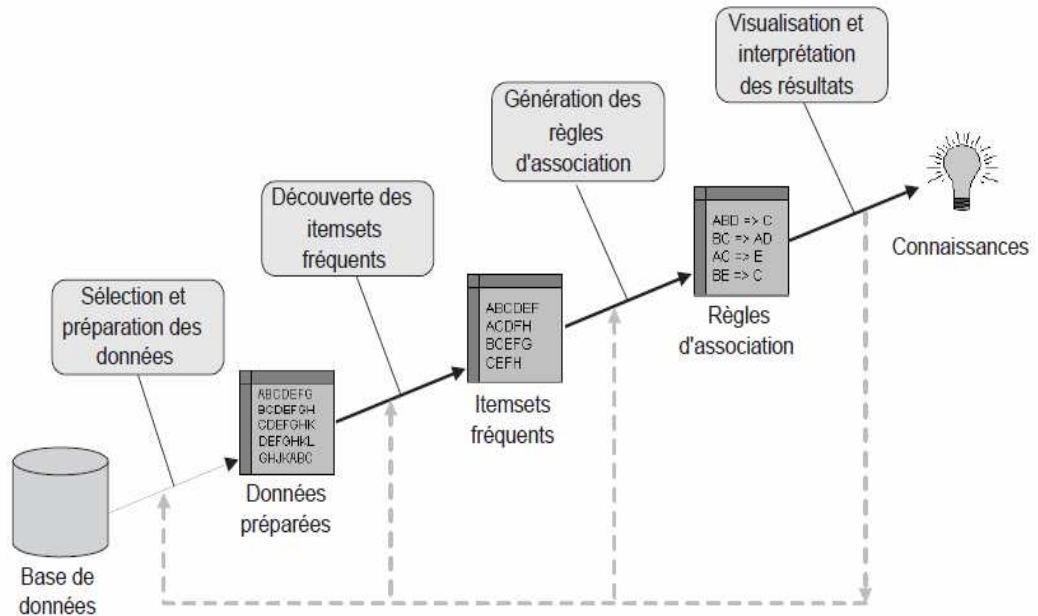 Visualisation et
interprétation
des résultats
Génération des
règles
d'association
Découverte des
itemsets
fréquents
Sélection et
préparation des
données
Connaissances
ABD => C
BC => AD
AC => E
BE => C
Règles
d'association
ABCDEF
ACDFH
BCEFG
CEFH
Itemsets
fréquents
ABCDEFG
BCDEFGH
CDEFGHK
DEFGHKL
GHJKABC
Données
préparées
Base de
données